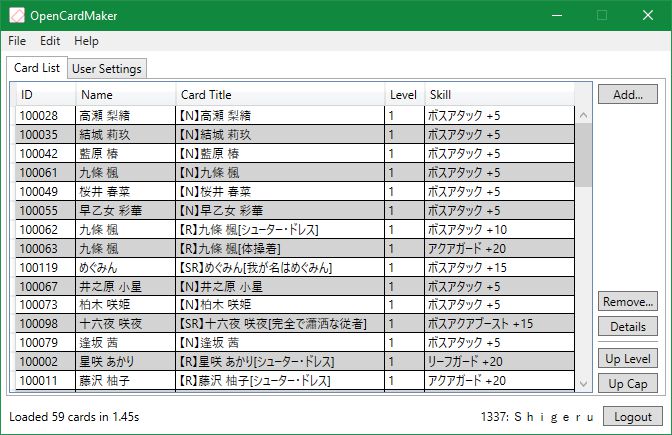 OpenCardMaker
File Edit Help
Card List User Settings
ID Name Card Title Level Skill
Add...
100028 高瀬 梨緒 【N】高瀬 梨緒 1 ボスアタック +5
100035 結城 莉玖 【N】結城 莉玖 1 ボスアタック +5
100042 藍原 椿 【N】藍原 椿 1 ボスアタック +5
100061 九條 楓 【N】九條 楓 1 ボスアタック +5
100049 桜井 春菜 【N】桜井 春菜 1 ボスアタック +5
100055 早乙女 彩華 【N】早乙女 彩華 1 ボスアタック +5
100062 九條 楓 【R】九條 楓[シューター・ドレス] 1 ボスアタック +10
100063 九條 楓 【R】九條 楓[体操着] 1 アクアガード +20
100119 めぐみん 【SR】めぐみん[我が名はめぐみん] 1 ボスアタック +15
100067 井之原 小星 【N】井之原 小星 1 ボスアタック +5
100073 柏木 咲姫 【N】柏木 咲姫 1 ボスアタック +5
Remove...
100098 十六夜 咲夜 【SR】十六夜 咲夜[完全で瀟洒な従者] 1 ボスアクアブースト +15
Details
100079 逢坂 茜 【N】逢坂 茜 1 ボスアタック +5
100002 星咲 あかり 【R】星咲 あかり[シューター・ドレス] 1 リーフガード +20
Up Level
100011 藤沢 柚子 【R】藤沢 柚子[シューター・ドレス] 1 アクアガード +20
Up Cap
Loaded 59 cards in 1.45s 1337: Ｓｈｉｇｅｒｕ Logout